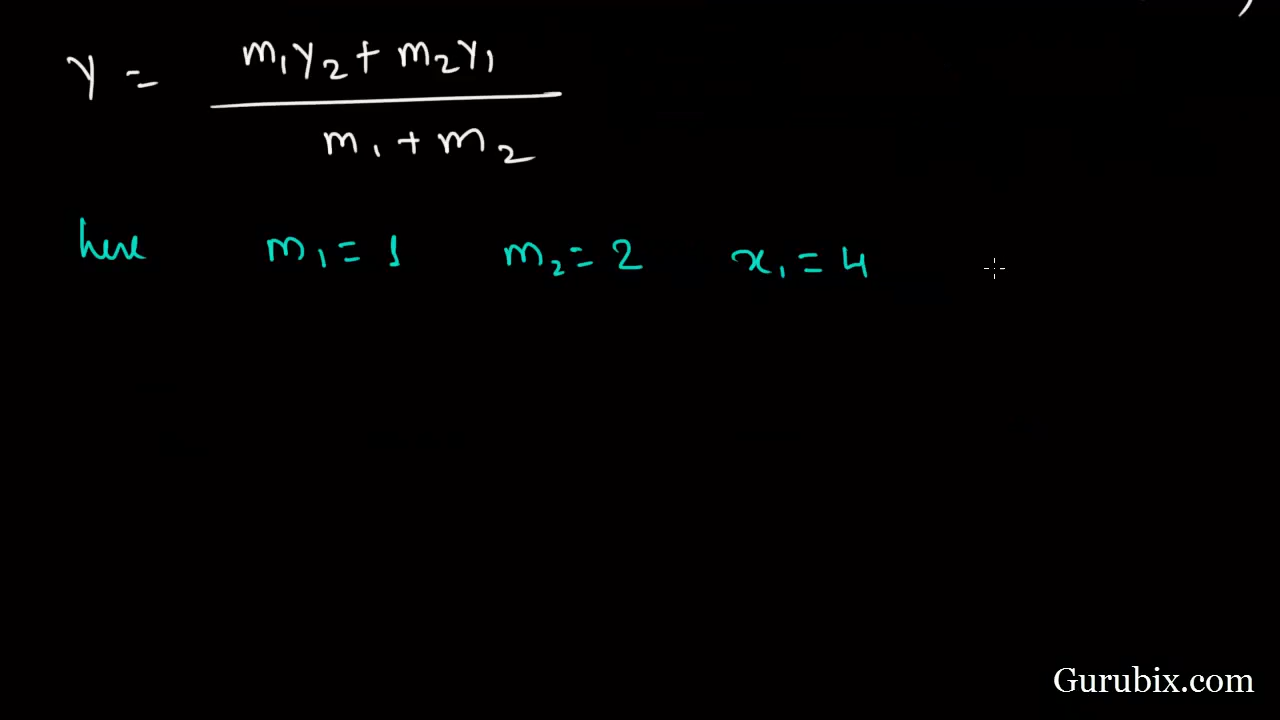 y = m₁y₂ + m₂y₁
m₁ + m₂
here m₁ = 1 m₂ = 2 x₁ = 4
Gurubix.com